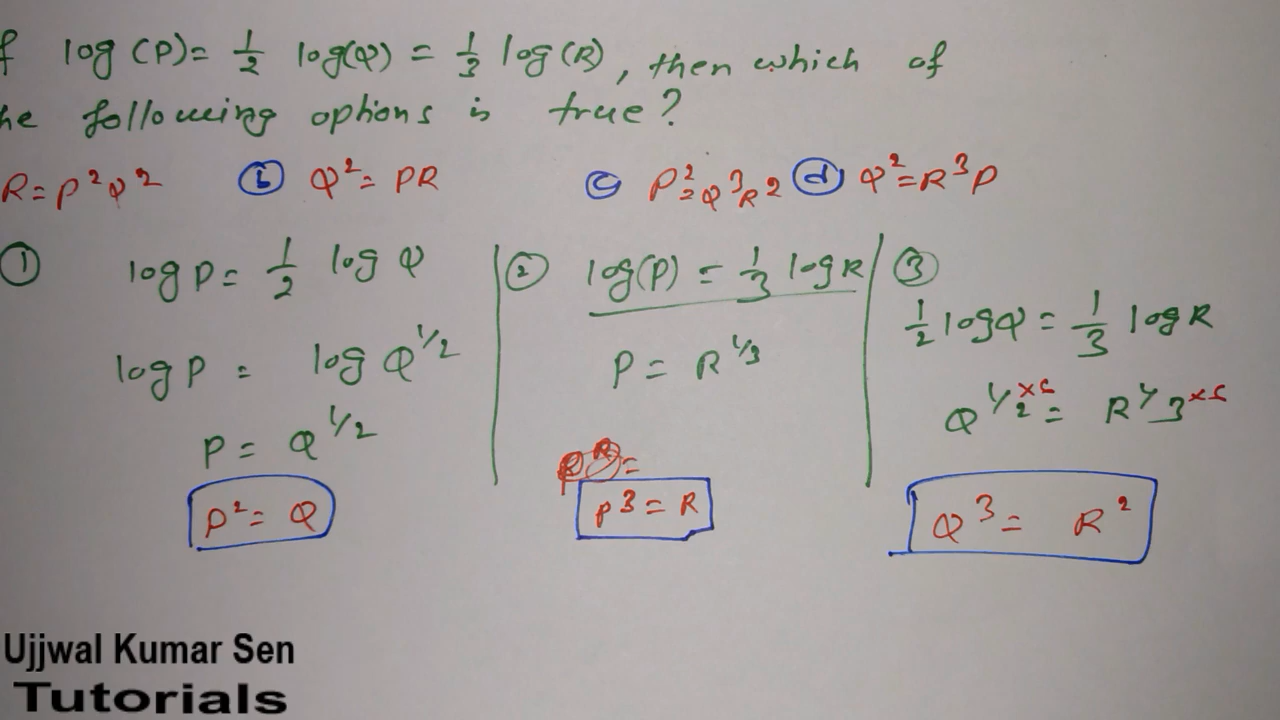 f log (P) = 1/2 log(Q) = 1/3 log(R), then which of
he following options is true?
R = P²Q² ⓑ Q² = PR ⓒ P² = Q³R² ⓓ Q² = R³P
① log P = 1/2 log Q
log P = log Q^1/2
P = Q^1/2
P² = Q
② log(P) = 1/3 log R
P = R^1/3
P³ = R
③
1/2 log Q = 1/3 log R
Q^1/2 ×6 = R^1/3 ×6
Q³ = R²
Ujjwal Kumar Sen
Tutorials